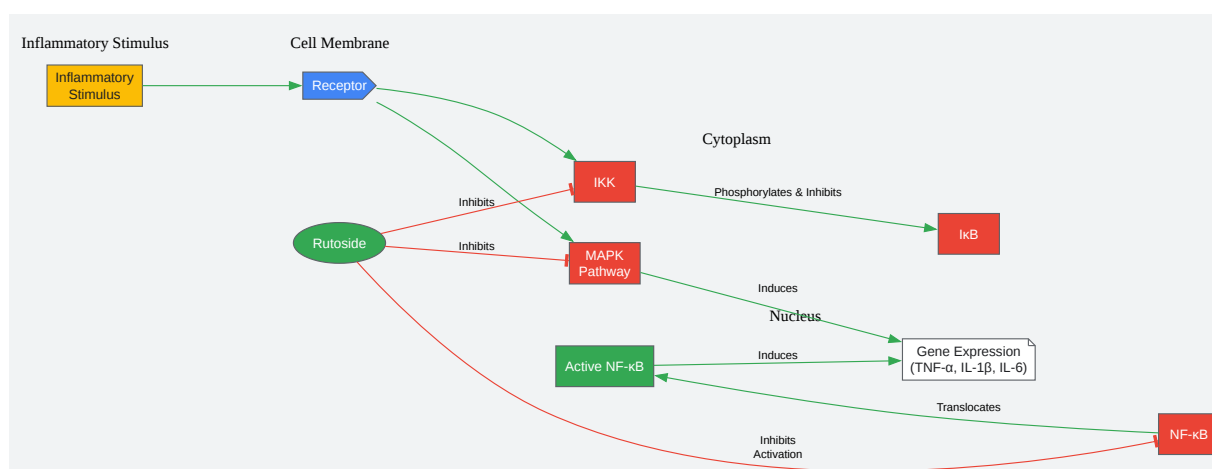 Inflammatory Stimulus
Cell Membrane
Inflammatory
Stimulus
Receptor
Cytoplasm
IKK
Phosphorylates & Inhibits
Inhibits
IκB
Rutoside
Inhibits
MAPK
Pathway
Induces
Nucleus
Gene Expression
(TNF-α, IL-1β, IL-6)
Active NF-κB
Induces
Translocates
NF-κB
Inhibits
Activation